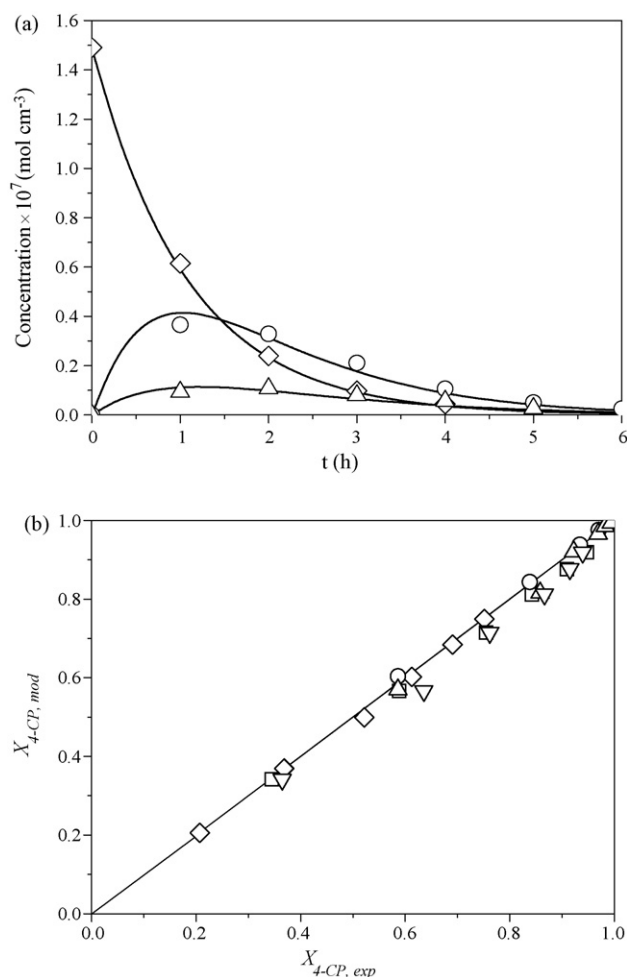 (a)
1.6
1.4
1.2
1.0
0.8
0.6
0.4
0.2
0.0
Concentration × 10⁷ (mol cm⁻³)
0 1 2 3 4 5 6
t (h)
(b)
1.0
0.8
0.6
0.4
0.2
0.0
X₄₋CP, mod
0.0 0.2 0.4 0.6 0.8 1.0
X₄₋CP, exp